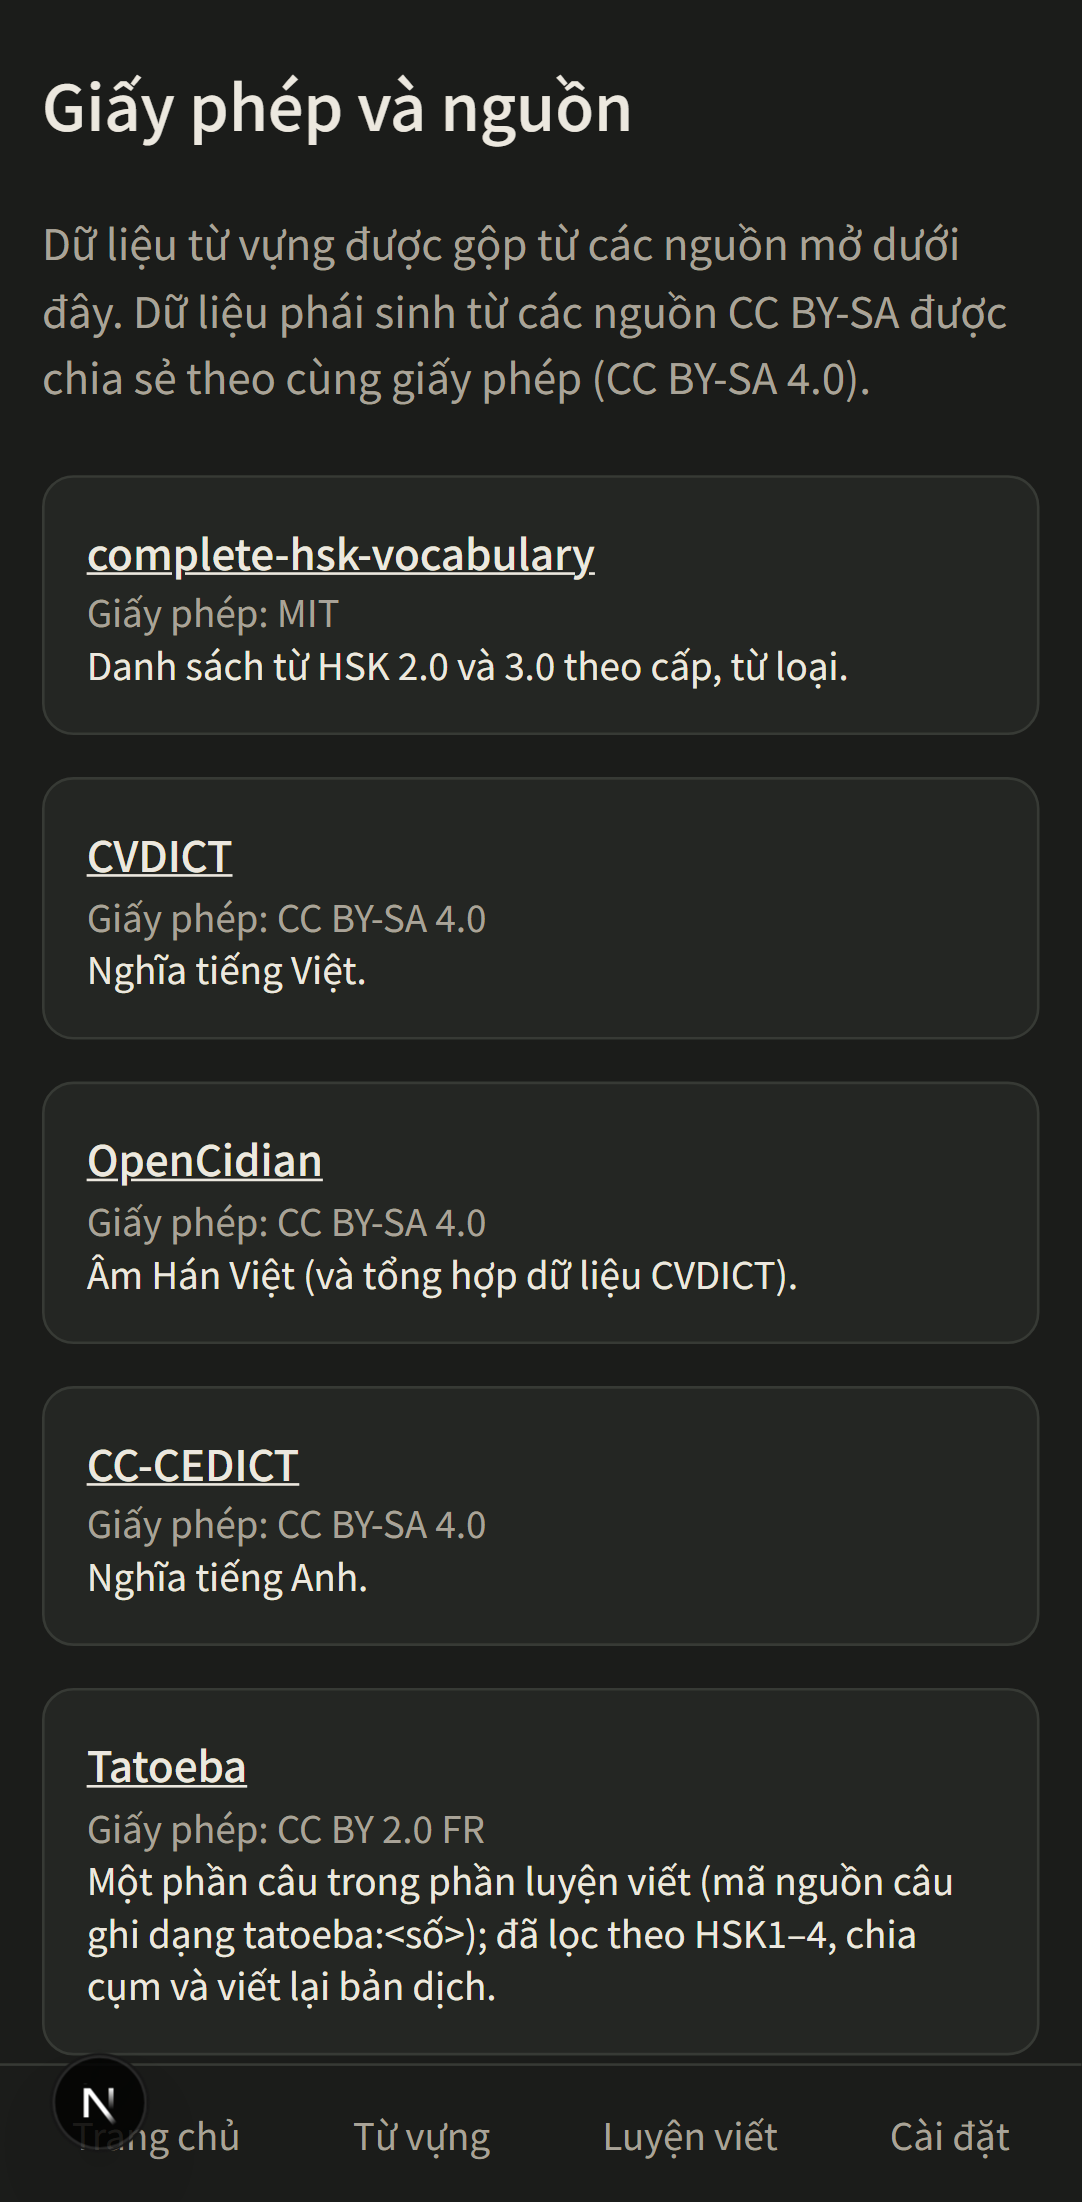 Giấy phép và nguồn
Dữ liệu từ vựng được gộp từ các nguồn mở dưới
đây. Dữ liệu phái sinh từ các nguồn CC BY-SA được
chia sẻ theo cùng giấy phép (CC BY-SA 4.0).
complete-hsk-vocabulary
Giấy phép: MIT
Danh sách từ HSK 2.0 và 3.0 theo cấp, từ loại.
CVDICT
Giấy phép: CC BY-SA 4.0
Nghĩa tiếng Việt.
OpenCidian
Giấy phép: CC BY-SA 4.0
Âm Hán Việt (và tổng hợp dữ liệu CVDICT).
CC-CEDICT
Giấy phép: CC BY-SA 4.0
Nghĩa tiếng Anh.
Tatoeba
Giấy phép: CC BY 2.0 FR
Một phần câu trong phần luyện viết (mã nguồn câu
ghi dạng tatoeba:<số>); đã lọc theo HSK1–4, chia
cụm và viết lại bản dịch.
N
Trang chủ Từ vựng Luyện viết Cài đặt